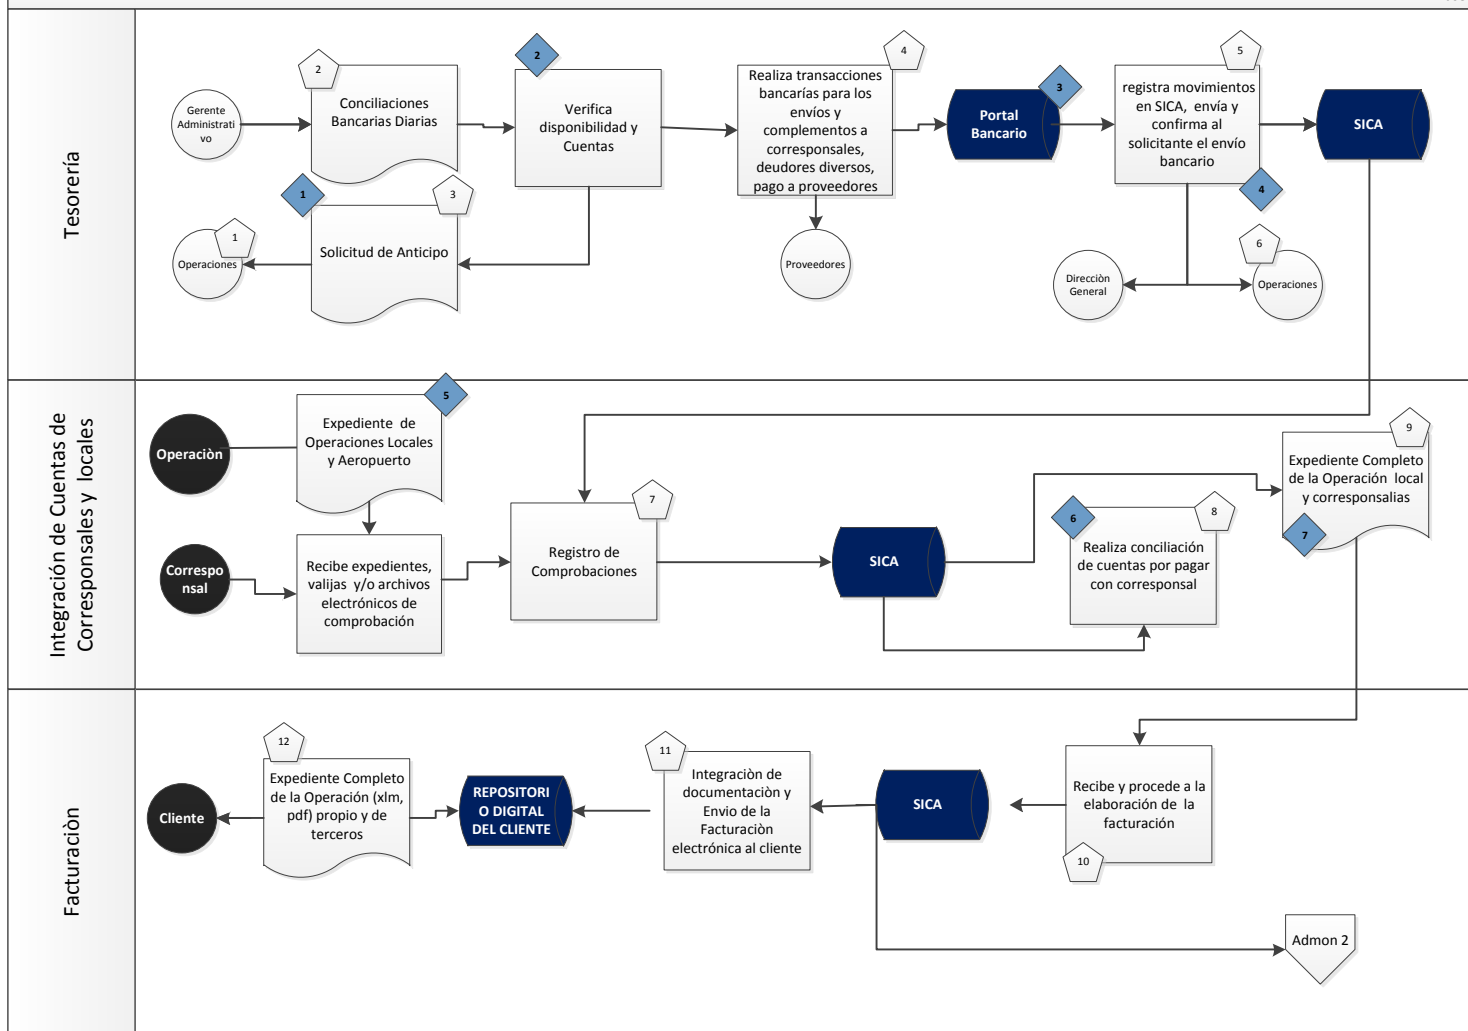 Tesorería
2
Conciliaciones
Bancarias Diarias
Gerente
Administrati
vo
2
Verifica
disponibilidad y
Cuentas
4
Realiza transacciones
bancarías para los
envíos y
complementos a
corresponsales,
deudores diversos,
pago a proveedores
3
Portal
Bancario
5
registra movimientos
en SICA, envía y
confirma al
solicitante el envío
bancario
4
SICA
1
3
Solicitud de Anticipo
1
Operaciones
Proveedores
Direcciòn
General
6
Operaciones
Integración de Cuentas de
Corresponsales y locales
Operaciòn
5
Expediente de
Operaciones Locales
y Aeropuerto
Correspo
nsal
Recibe expedientes,
valijas y/o archivos
electrónicos de
comprobación
7
Registro de
Comprobaciones
SICA
6
8
Realiza conciliación
de cuentas por pagar
con corresponsal
9
Expediente Completo
de la Operación local
y corresponsalias
7
Facturaciòn
Cliente
12
Expediente Completo
de la Operación (xlm,
pdf) propio y de
terceros
REPOSITORI
O DIGITAL
DEL CLIENTE
11
Integraciòn de
documentaciòn y
Envio de la
Facturaciòn
electrónica al cliente
SICA
Recibe y procede a la
elaboración de la
facturación
10
Admon 2